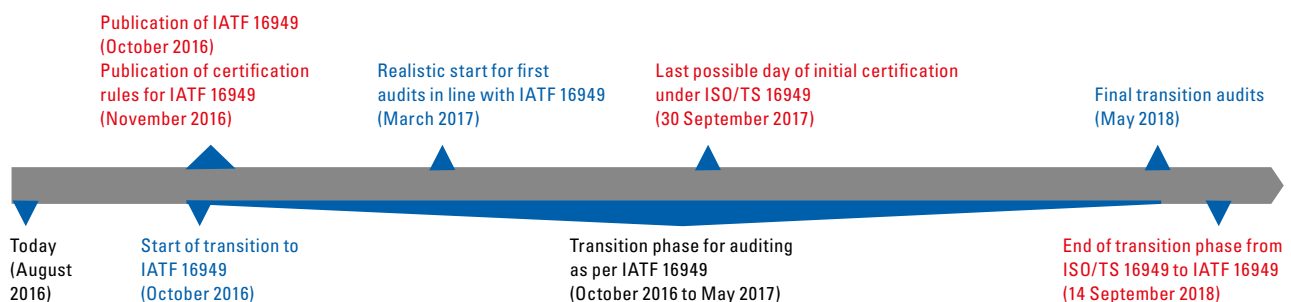 Publication of IATF 16949
(October 2016)
Publication of certification
rules for IATF 16949
(November 2016)
Realistic start for first
audits in line with IATF 16949
(March 2017)
Last possible day of initial certification
under ISO/TS 16949
(30 September 2017)
Final transition audits
(May 2018)
Today
(August
2016)
Start of transition to
IATF 16949
(October 2016)
Transition phase for auditing
as per IATF 16949
(October 2016 to May 2017)
End of transition phase from
ISO/TS 16949 to IATF 16949
(14 September 2018)